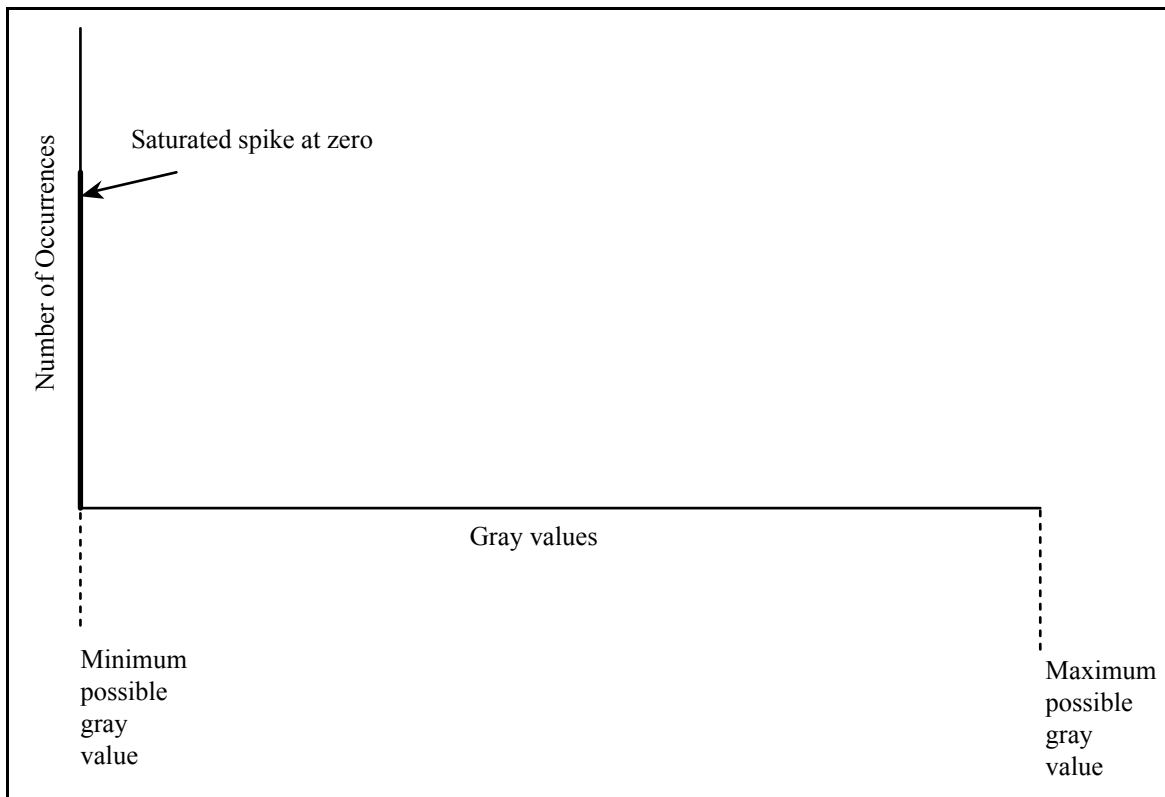 Saturated spike at zero
Number of Occurrences
Gray values
Minimum
possible
gray
value
Maximum
possible
gray
value